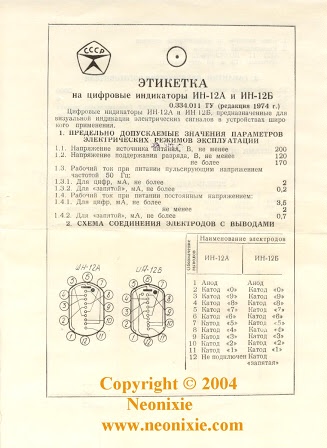 СССР
ЭТИКЕТКА
на цифровые индикаторы ИН-12А и ИН-12Б
0.334.011 ТУ (редакция 1974 г.)
Цифровые индикаторы ИН-12А и ИН-12Б, предназначенные для
визуальной индикации электрических сигналов в устройствах широ-
кого применения.
1. ПРЕДЕЛЬНО ДОПУСКАЕМЫЕ ЗНАЧЕНИЯ ПАРАМЕТРОВ
ЭЛЕКТРИЧЕСКИХ РЕЖИМОВ ЭКСПЛУАТАЦИИ
1.1. Напряжение источника питания, В, не менее 200
1.2. Напряжение поддержания разряда, В, не менее 120
не более 170
1.3. Рабочий ток при питании пульсирующим напряжением
частотой 50 Гц:
1.3.1. Для цифр, мА, не более 2
1.3.2. Для «запятой», мА, не более 0,2
1.4. Рабочий ток при питании постоянным напряжением:
1.4.1. Для цифр, мА, не более 3,5
не менее 2
1.4.2. Для «запятой», мА, не более 0,7
2. СХЕМА СОЕДИНЕНИЯ ЭЛЕКТРОДОВ С ВЫВОДАМИ
ИН-12А ИН-12Б
Обозначение выводов
Наименование электродов
ИН-12А ИН-12Б
1 Анод Анод
2 Катод «0» Катод «0»
3 Катод «9» Катод «9»
4 Катод «8» Катод «8»
5 Катод «7» Катод «7»
6 Катод «6» Катод «6»
7 Катод «5» Катод «5»
8 Катод «4» Катод «4»
9 Катод «3» Катод «3»
10 Катод «2» Катод «2»
11 Катод «1» Катод «1»
12 Не подключен Катод
«запятая»
Copyright © 2004
Neonixie
www.neonixie.com